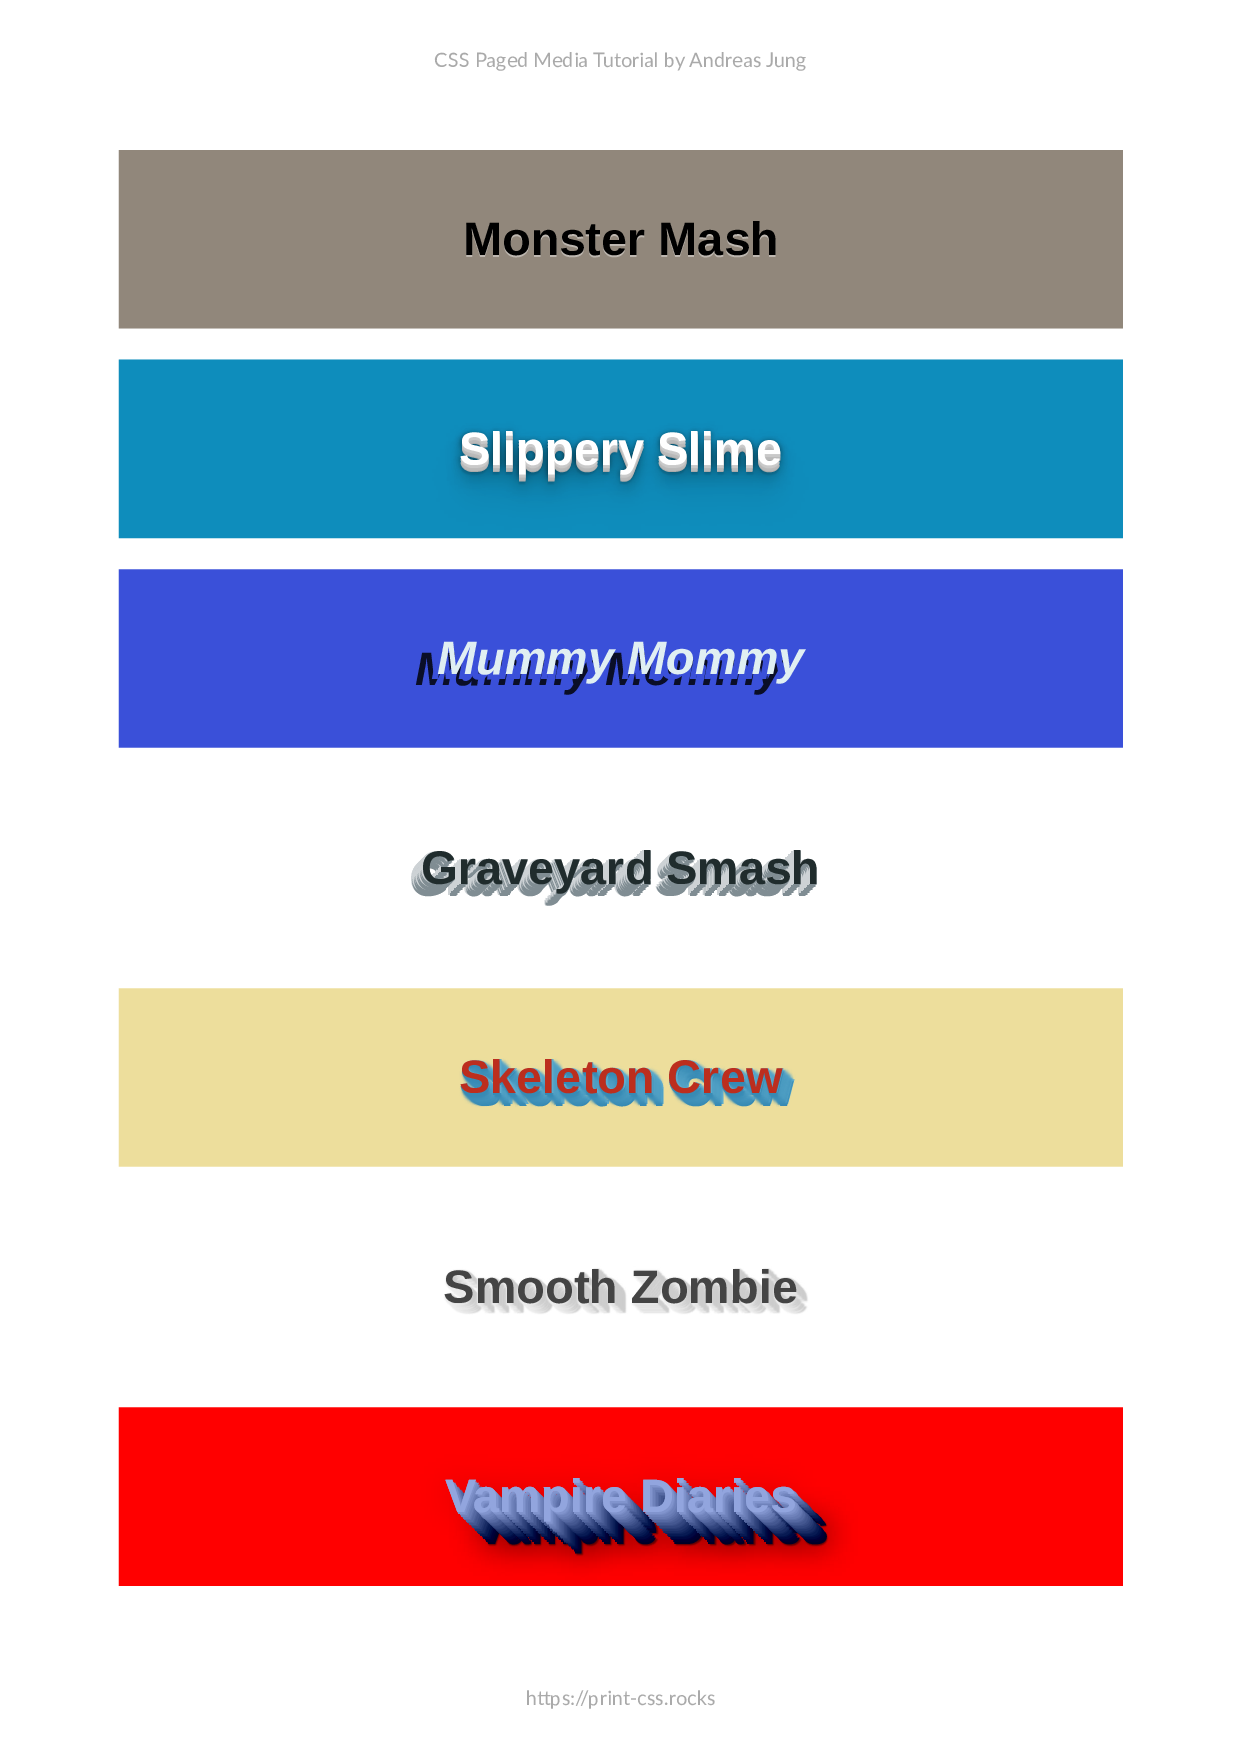 CSS Paged Media Tutorial by Andreas Jung
Monster Mash
Slippery Slime
Mummy Mommy
Graveyard Smash
Skeleton Crew
Smooth Zombie
Vampire Diaries
https://print-css.rocks